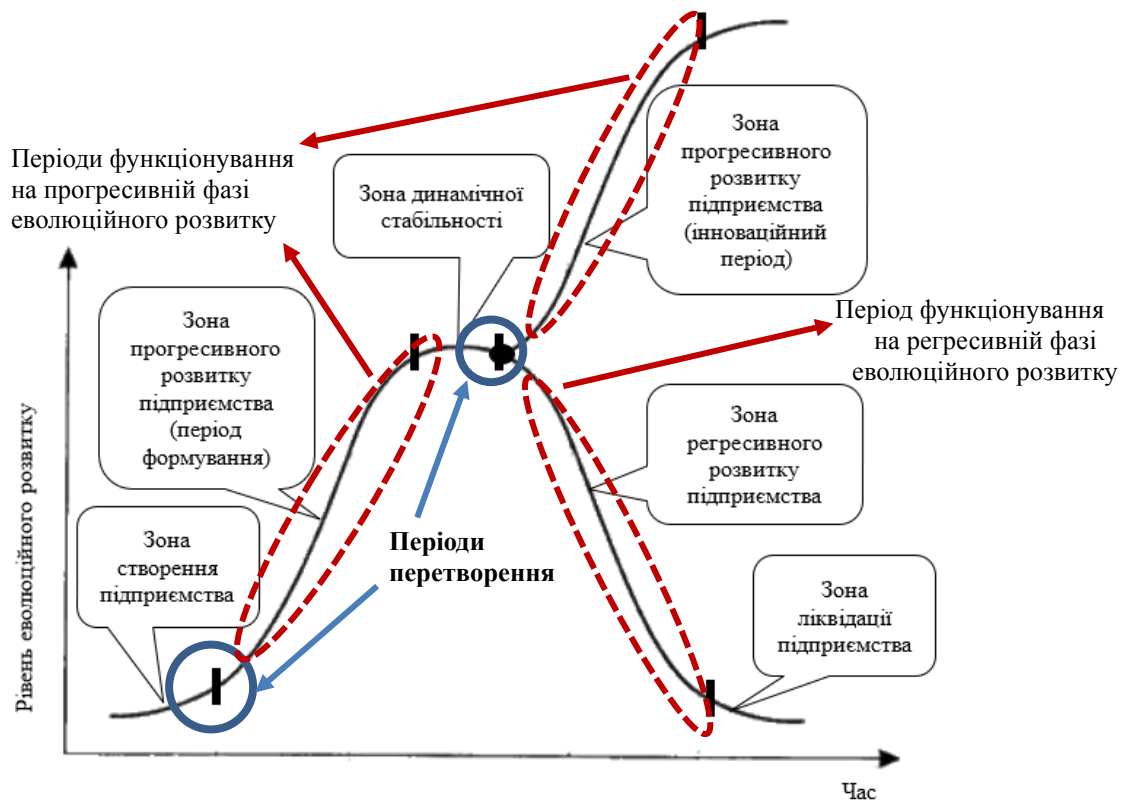 Зона
прогресивного
розвитку
підприємства
(інноваційний
період)
Періоди функціонування
на прогресивній фазі
еволюційного розвитку
Зона динамічної
стабільності
Період функціонування
на регресивній фазі
еволюційного розвитку
Зона
прогресивного
розвитку
підприємства
(період
формування)
Зона
регресивного
розвитку
підприємства
Періоди
перетворення
Зона
створення
підприємства
Зона
ліквідації
підприємства
Рівень еволюційного розвитку
Час